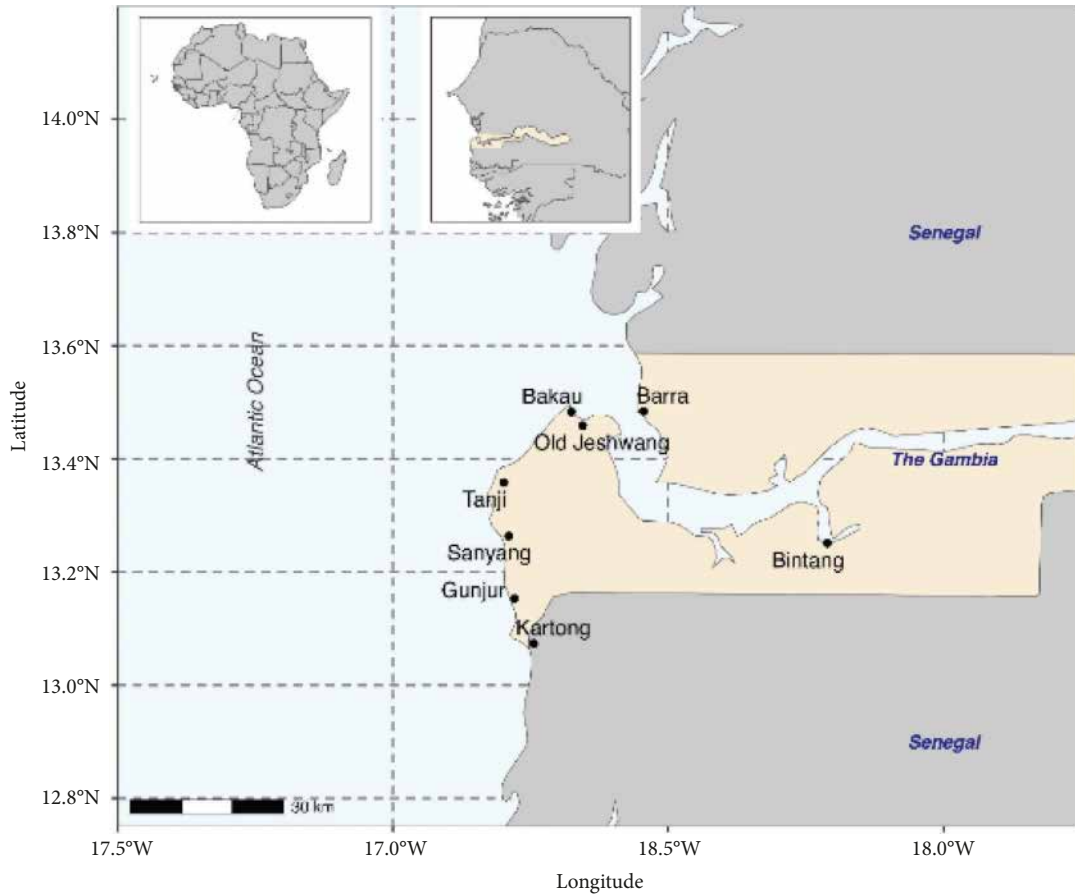 14.0°N
13.8°N
13.6°N
13.4°N
13.2°N
13.0°N
12.8°N
Latitude
Atlantic Ocean
Senegal
Bakau
Barra
Old Jeshwang
The Gambia
Tanji
Sanyang
Bintang
Gunjur
Kartong
Senegal
30 km
17.5°W
17.0°W
18.5°W
18.0°W
Longitude